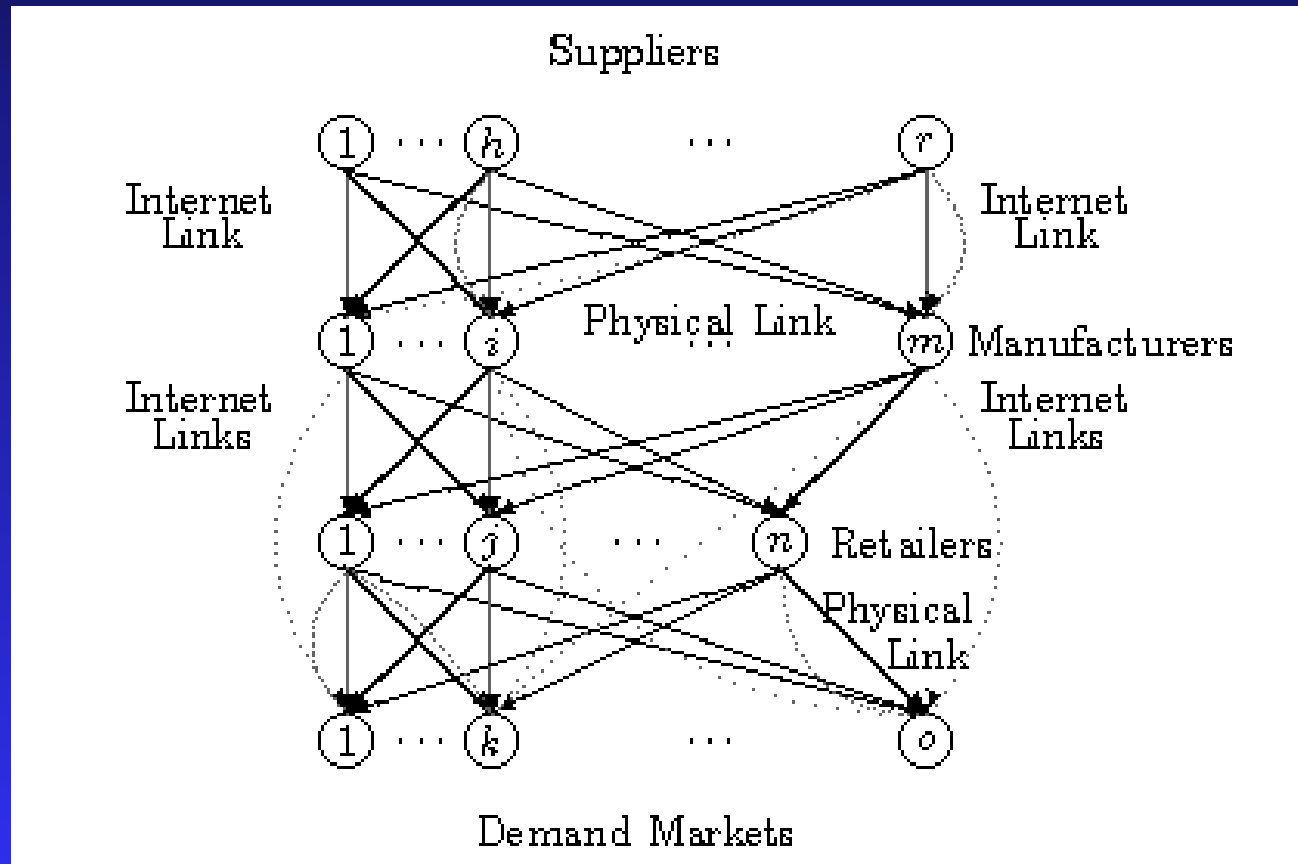 Suppliers
1 ··· h ··· r
Internet
Link
Internet
Link
Physical Link
1 ··· i ··· m Manufacturers
Internet
Links
Internet
Links
1 ··· j ··· n Retailers
Physical
Link
1 ··· k ··· o
Demand Markets